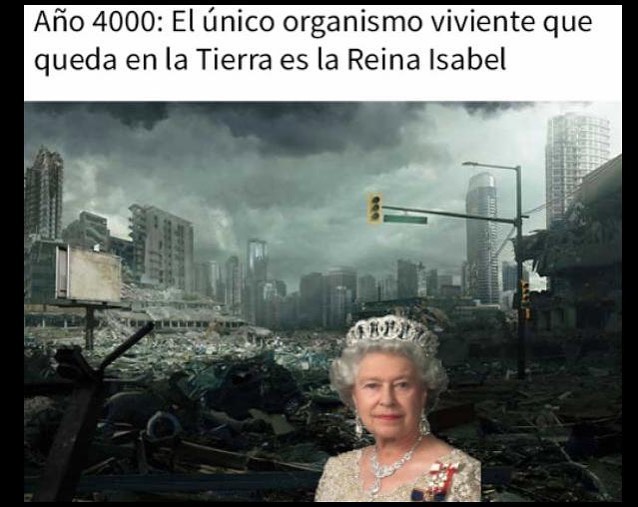 Año 4000: El único organismo viviente que
queda en la Tierra es la Reina Isabel